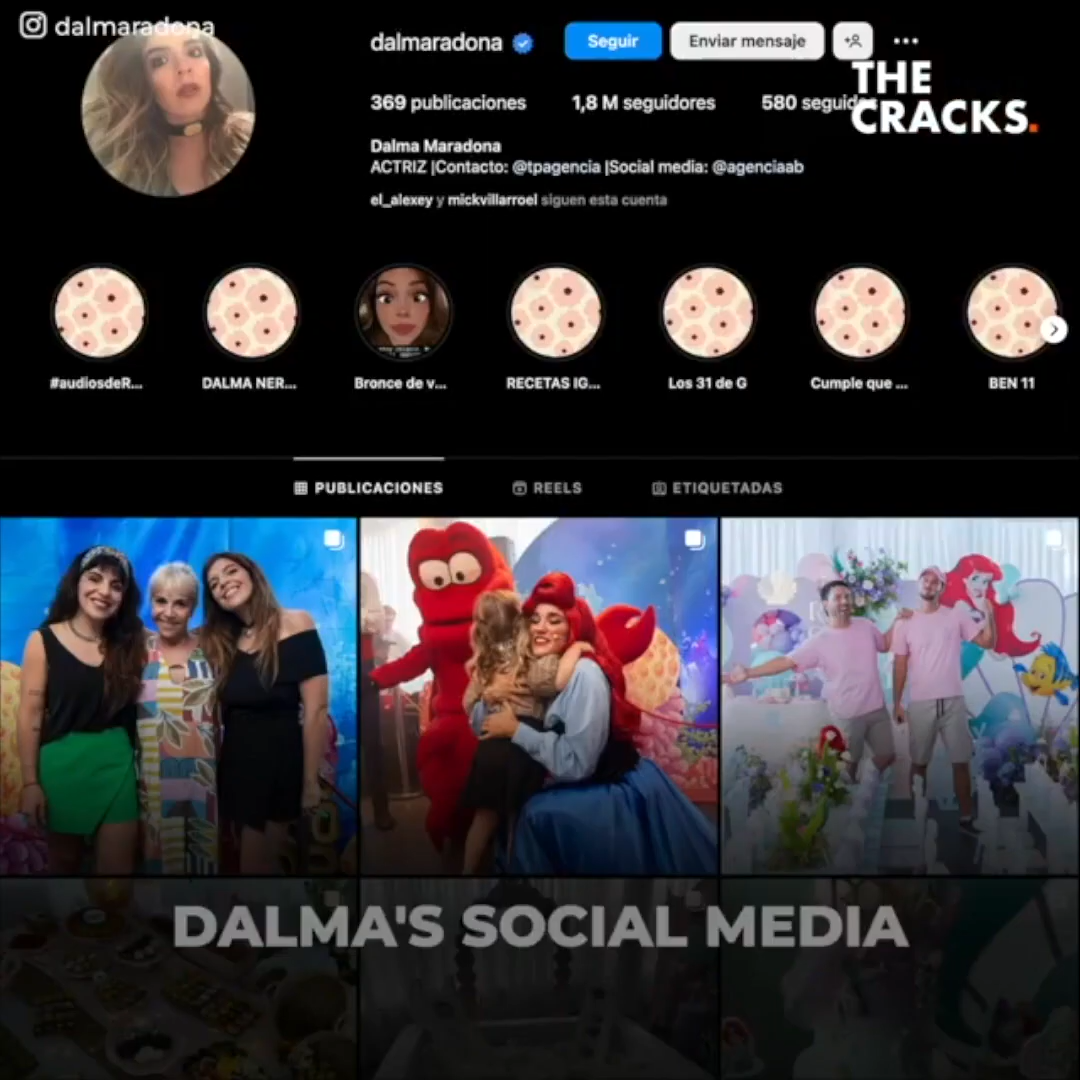 dalmaradona
dalmaradona
Seguir
Enviar mensaje
THE
CRACKS.
369 publicaciones
1,8 M seguidores
580
Dalma Maradona
ACTRIZ |Contacto: @tpagencia |Social media: @agenciaab
el_alexey y mickvillarroel siguen esta cuenta
#audiosdeR...
DALMA NER...
Bronce de v...
RECETAS IG...
Los 31 de G
Cumple que ...
BEN 11
PUBLICACIONES
REELS
ETIQUETADAS
DALMA'S SOCIAL MEDIA